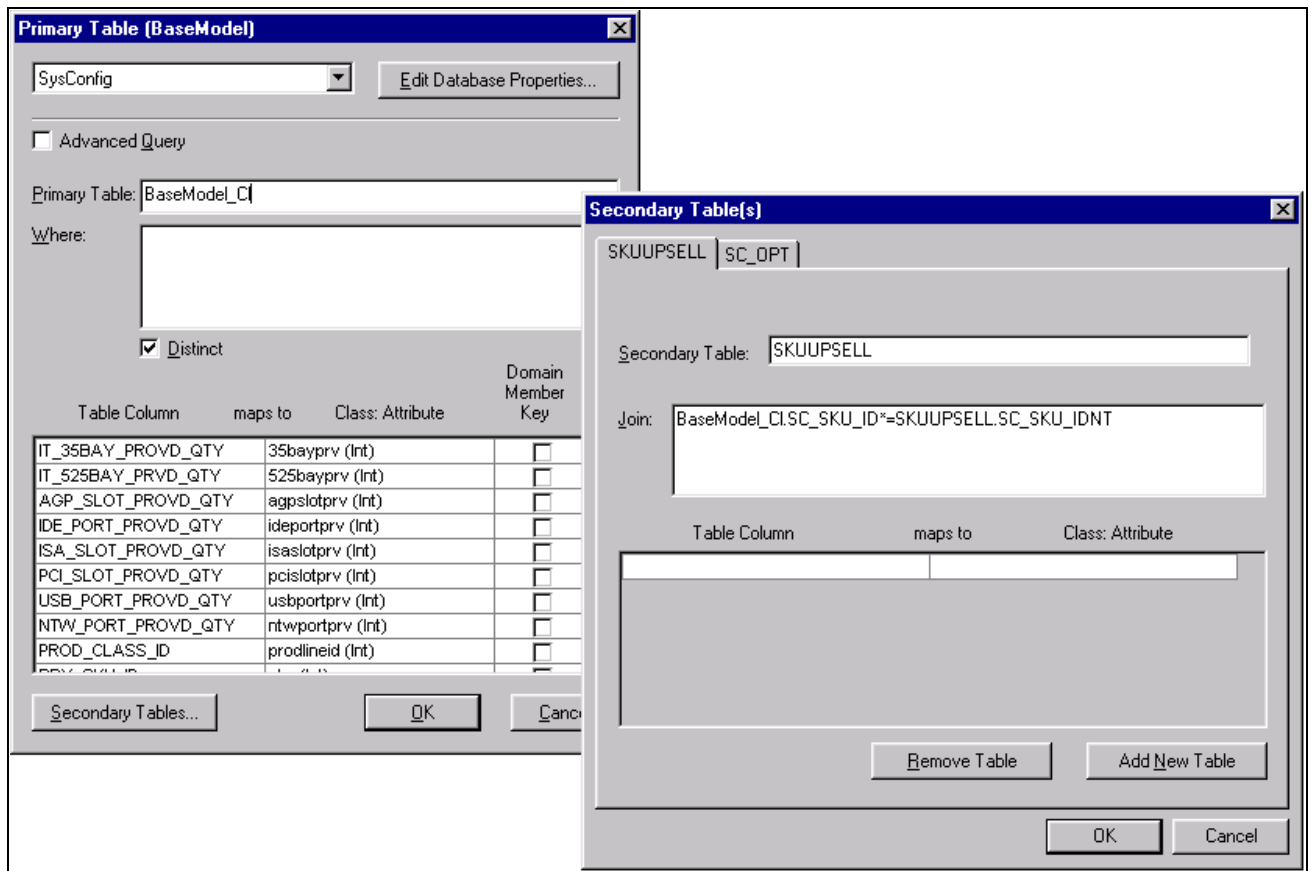 Primary Table (BaseModel)
SysConfig
Edit Database Properties...
Advanced Query
Primary Table: BaseModel_Cl
Where:
Distinct
Table Column maps to Class: Attribute Domain Member Key
IT_35BAY_PROVD_QTY 35bayprv (Int)
IT_525BAY_PRVD_QTY 525bayprv (Int)
AGP_SLOT_PROVD_QTY agpslotprv (Int)
IDE_PORT_PROVD_QTY ideportprv (Int)
ISA_SLOT_PROVD_QTY isaslotprv (Int)
PCI_SLOT_PROVD_QTY pcislotprv (Int)
USB_PORT_PROVD_QTY usbportprv (Int)
NTW_PORT_PROVD_QTY ntwportprv (Int)
PROD_CLASS_ID prodlineid (Int)
Secondary Tables... OK
Secondary Table(s)
SKUUPSELL SC_OPT
Secondary Table: SKUUPSELL
Join: BaseModel_Cl.SC_SKU_ID*=SKUUPSELL.SC_SKU_IDNT
Table Column maps to Class: Attribute
Remove Table Add New Table
OK Cancel